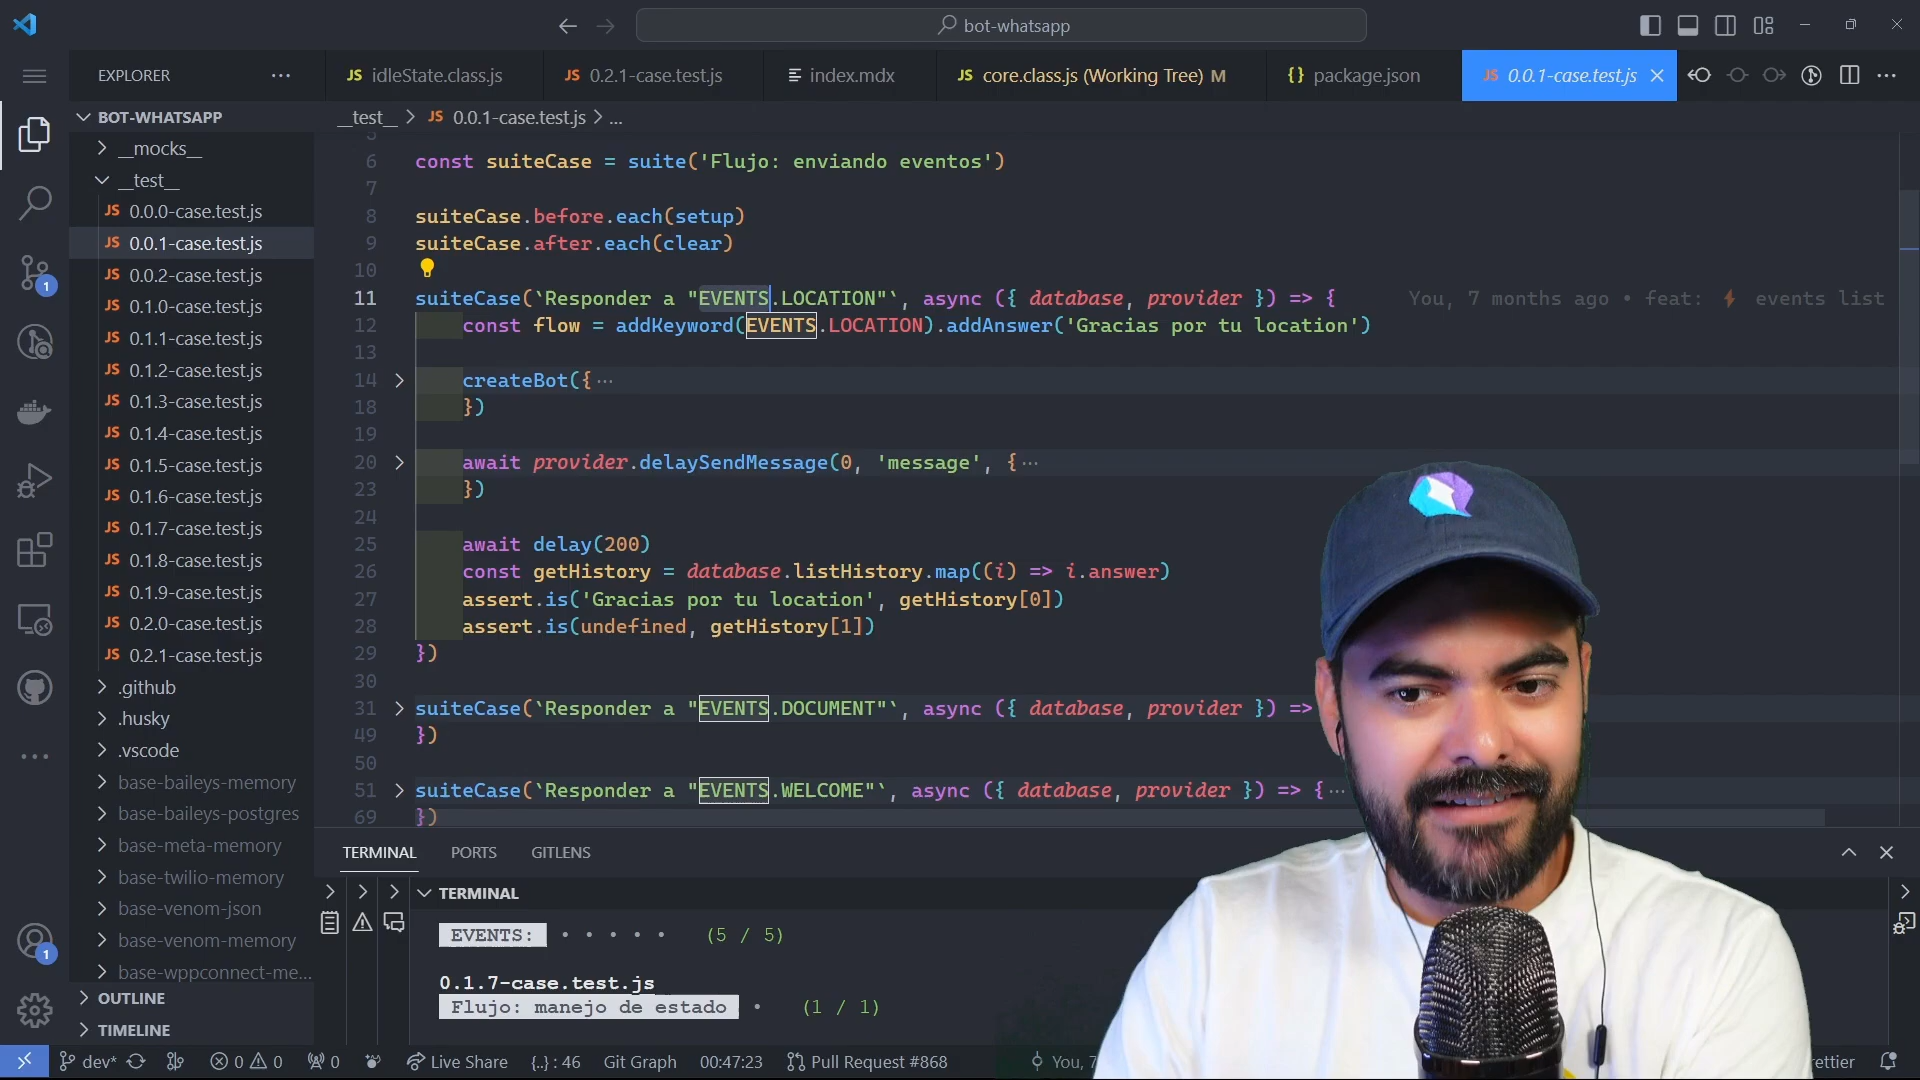 bot-whatsapp
EXPLORER ...
JS idleState.class.js
JS 0.2.1-case.test.js
index.mdx
JS core.class.js (Working Tree) M
{} package.json
JS 0.0.1-case.test.js
BOT-WHATSAPP
__test__ > JS 0.0.1-case.test.js > ...
__mocks__
__test__
JS 0.0.0-case.test.js
JS 0.0.1-case.test.js
JS 0.0.2-case.test.js
JS 0.1.0-case.test.js
JS 0.1.1-case.test.js
JS 0.1.2-case.test.js
JS 0.1.3-case.test.js
JS 0.1.4-case.test.js
JS 0.1.5-case.test.js
JS 0.1.6-case.test.js
JS 0.1.7-case.test.js
JS 0.1.8-case.test.js
JS 0.1.9-case.test.js
JS 0.2.0-case.test.js
JS 0.2.1-case.test.js
.github
.husky
.vscode
base-baileys-memory
base-baileys-postgres
base-meta-memory
base-twilio-memory
base-venom-json
base-venom-memory
base-wppconnect-me...
OUTLINE
TIMELINE
1
1
5
6 const suiteCase = suite('Flujo: enviando eventos')
7
8 suiteCase.before.each(setup)
9 suiteCase.after.each(clear)
10
11 suiteCase(`Responder a "EVENTS.LOCATION"`, async ({ database, provider }) => { You, 7 months ago • feat: ⚡ events list
12 const flow = addKeyword(EVENTS.LOCATION).addAnswer('Gracias por tu location')
13
14 createBot({ ...
18 })
19
20 await provider.delaySendMessage(0, 'message', { ...
23 })
24
25 await delay(200)
26 const getHistory = database.listHistory.map((i) => i.answer)
27 assert.is('Gracias por tu location', getHistory[0])
28 assert.is(undefined, getHistory[1])
29 })
30
31 suiteCase(`Responder a "EVENTS.DOCUMENT"`, async ({ database, provider }) =>
49 })
50
51 suiteCase(`Responder a "EVENTS.WELCOME"`, async ({ database, provider }) => { ...
69 })
TERMINAL PORTS GITLENS
TERMINAL
EVENTS: • • • • • (5 / 5)
0.1.7-case.test.js
Flujo: manejo de estado • (1 / 1)
dev* 0 0 0 Live Share {..} : 46 Git Graph 00:47:23 Pull Request #868 You, 7